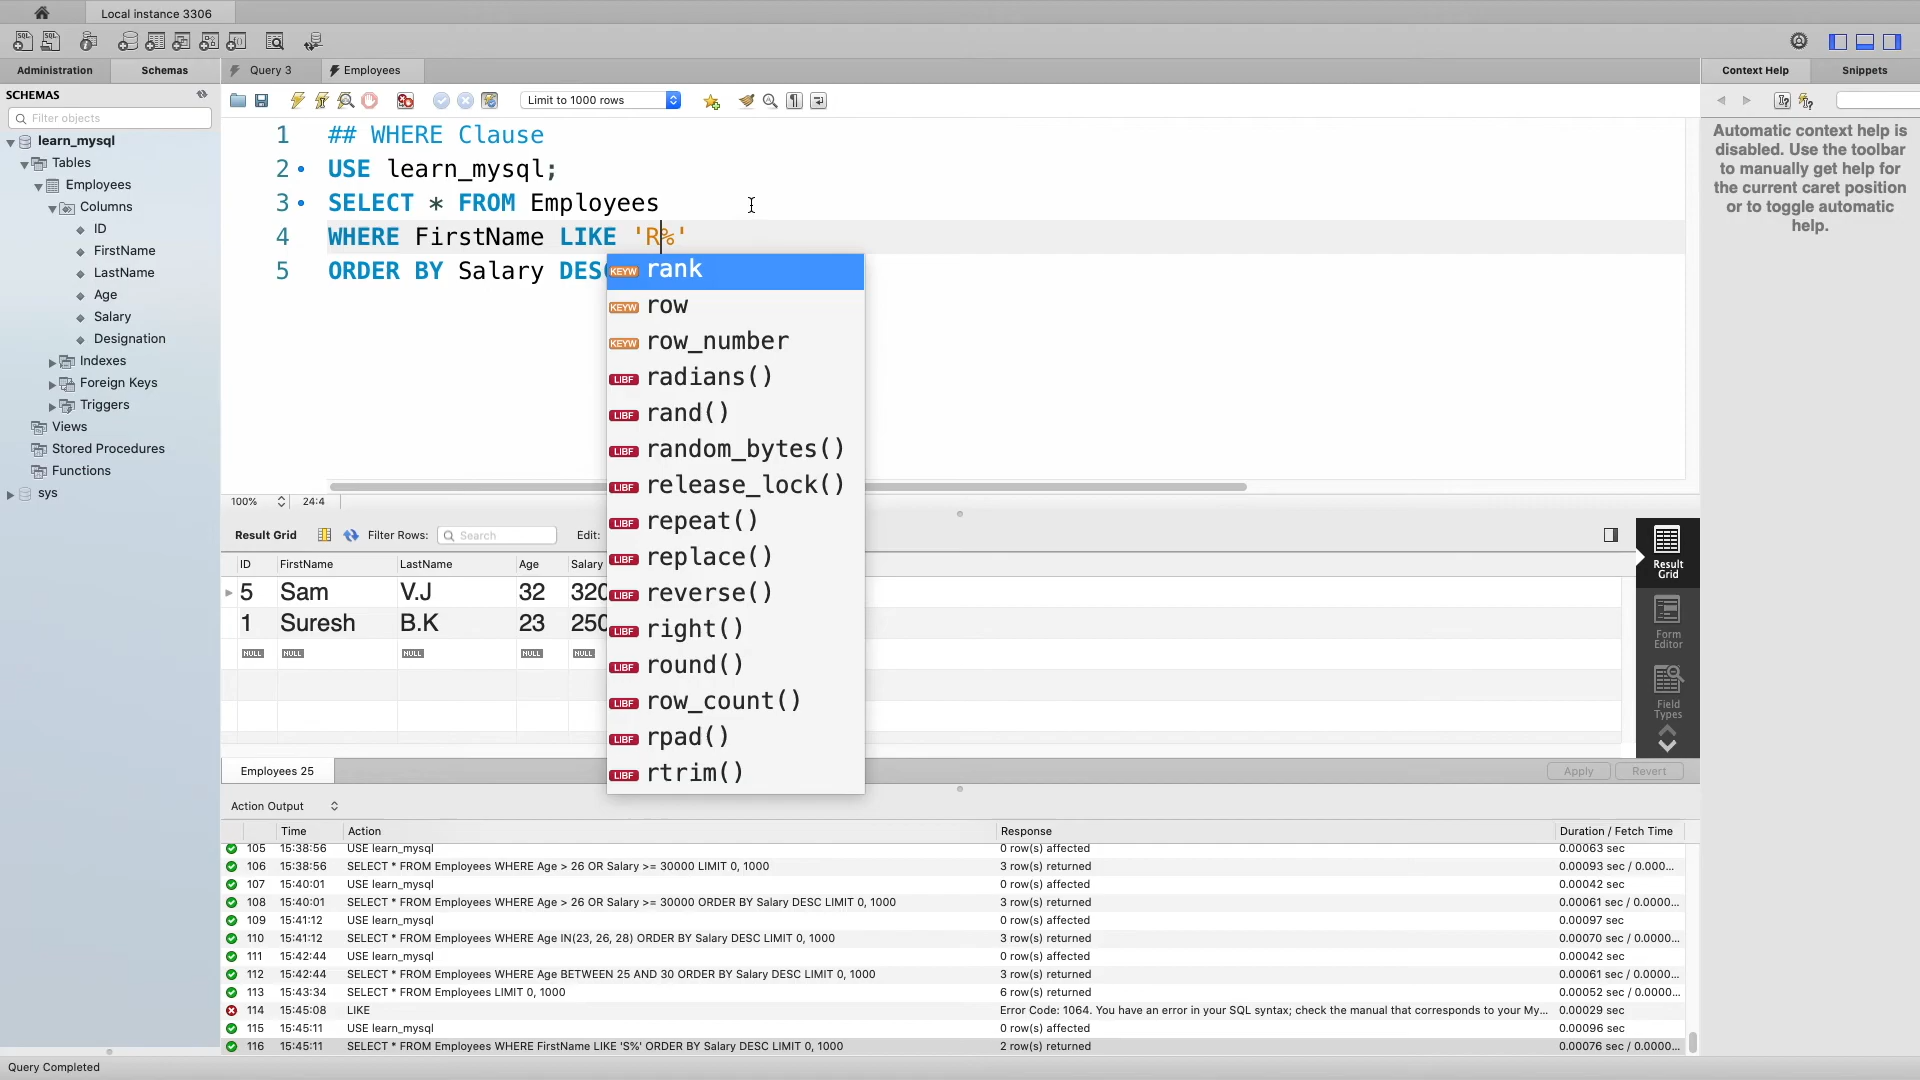 Local instance 3306
Administration
Schemas
Query 3
Employees
Context Help
Snippets
SCHEMAS
Filter objects
learn_mysql
Tables
Employees
Columns
ID
FirstName
LastName
Age
Salary
Designation
Indexes
Foreign Keys
Triggers
Views
Stored Procedures
Functions
sys
Limit to 1000 rows
1 ## WHERE Clause
2 USE learn_mysql;
3 SELECT * FROM Employees
4 WHERE FirstName LIKE 'R%'
5 ORDER BY Salary DESC
KEYW rank
KEYW row
KEYW row_number
LIBF radians()
LIBF rand()
LIBF random_bytes()
LIBF release_lock()
LIBF repeat()
LIBF replace()
LIBF reverse()
LIBF right()
LIBF round()
LIBF row_count()
LIBF rpad()
LIBF rtrim()
Automatic context help is
disabled. Use the toolbar
to manually get help for
the current caret position
or to toggle automatic
help.
100% 24:4
Result Grid Filter Rows: Search Edit:
ID FirstName LastName Age Salary
5 Sam V.J 32 320
1 Suresh B.K 23 250
NULL NULL NULL NULL NULL
Result
Grid
Form
Editor
Field
Types
Employees 25
Apply Revert
Action Output
Time Action Response Duration / Fetch Time
105 15:38:56 USE learn_mysql 0 row(s) affected 0.00063 sec
106 15:38:56 SELECT * FROM Employees WHERE Age > 26 OR Salary >= 30000 LIMIT 0, 1000 3 row(s) returned 0.00093 sec / 0.000...
107 15:40:01 USE learn_mysql 0 row(s) affected 0.00042 sec
108 15:40:01 SELECT * FROM Employees WHERE Age > 26 OR Salary >= 30000 ORDER BY Salary DESC LIMIT 0, 1000 3 row(s) returned 0.00061 sec / 0.0000...
109 15:41:12 USE learn_mysql 0 row(s) affected 0.00097 sec
110 15:41:12 SELECT * FROM Employees WHERE Age IN(23, 26, 28) ORDER BY Salary DESC LIMIT 0, 1000 3 row(s) returned 0.00070 sec / 0.0000...
111 15:42:44 USE learn_mysql 0 row(s) affected 0.00042 sec
112 15:42:44 SELECT * FROM Employees WHERE Age BETWEEN 25 AND 30 ORDER BY Salary DESC LIMIT 0, 1000 3 row(s) returned 0.00061 sec / 0.0000...
113 15:43:34 SELECT * FROM Employees LIMIT 0, 1000 6 row(s) returned 0.00052 sec / 0.0000...
114 15:45:08 LIKE Error Code: 1064. You have an error in your SQL syntax; check the manual that corresponds to your My... 0.00029 sec
115 15:45:11 USE learn_mysql 0 row(s) affected 0.00096 sec
116 15:45:11 SELECT * FROM Employees WHERE FirstName LIKE 'S%' ORDER BY Salary DESC LIMIT 0, 1000 2 row(s) returned 0.00076 sec / 0.0000...
Query Completed